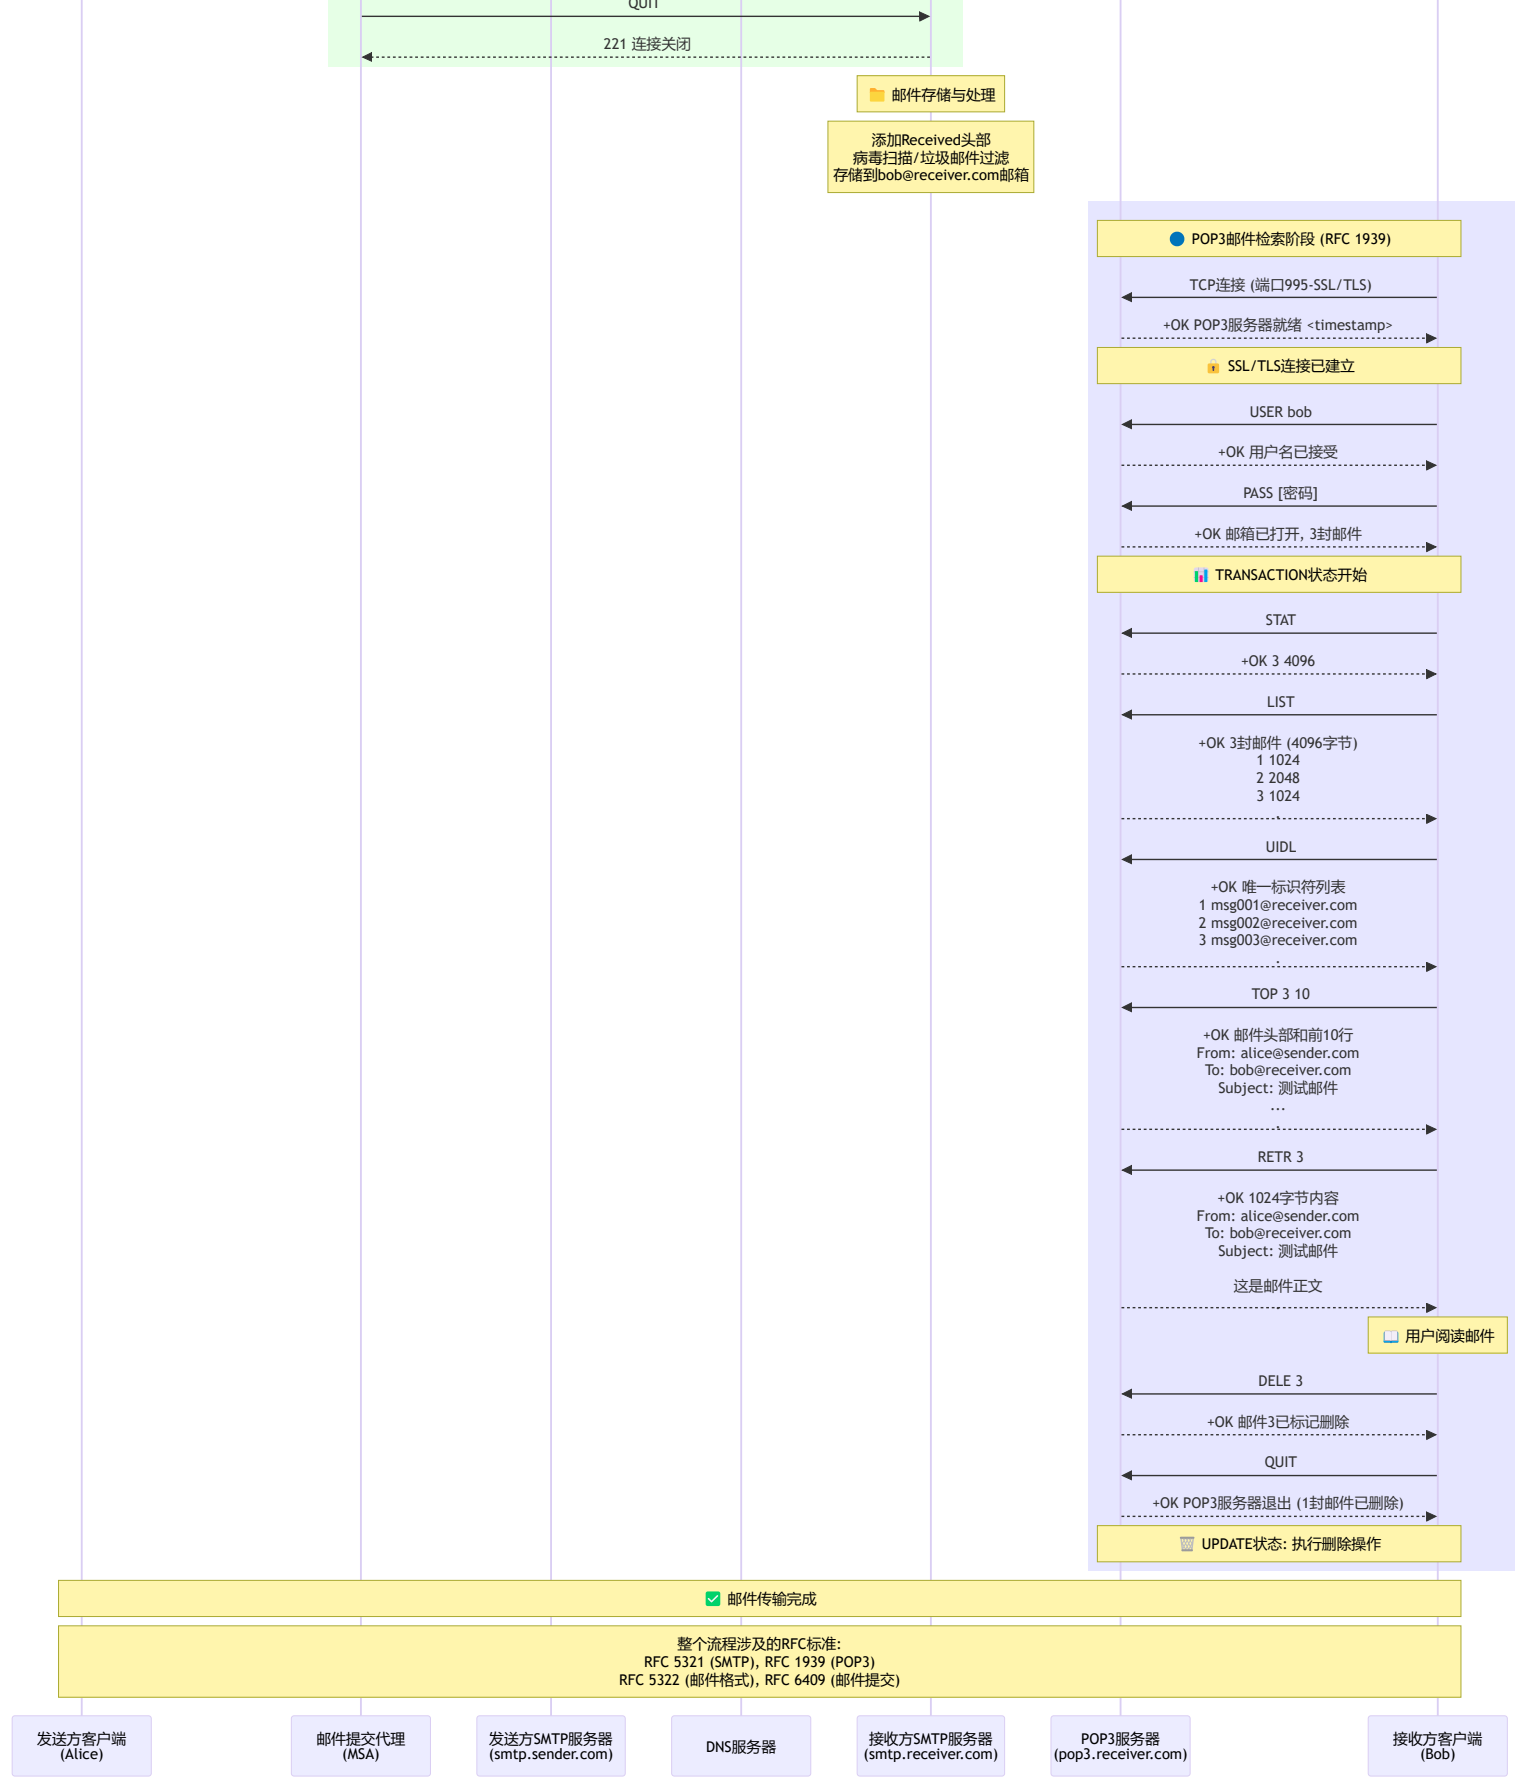 QUIT
221 连接关闭
📁 邮件存储与处理
添加Received头部
病毒扫描/垃圾邮件过滤
存储到bob@receiver.com邮箱
🔵 POP3邮件检索阶段 (RFC 1939)
TCP连接 (端口995-SSL/TLS)
+OK POP3服务器就绪 <timestamp>
🔒 SSL/TLS连接已建立
USER bob
+OK 用户名已接受
PASS [密码]
+OK 邮箱已打开, 3封邮件
📊 TRANSACTION状态开始
STAT
+OK 3 4096
LIST
+OK 3封邮件 (4096字节)
1 1024
2 2048
3 1024
.
UIDL
+OK 唯一标识符列表
1 msg001@receiver.com
2 msg002@receiver.com
3 msg003@receiver.com
.
TOP 3 10
+OK 邮件头部和前10行
From: alice@sender.com
To: bob@receiver.com
Subject: 测试邮件
...
.
RETR 3
+OK 1024字节内容
From: alice@sender.com
To: bob@receiver.com
Subject: 测试邮件
这是邮件正文
.
📖 用户阅读邮件
DELE 3
+OK 邮件3已标记删除
QUIT
+OK POP3服务器退出 (1封邮件已删除)
🗑️ UPDATE状态: 执行删除操作
✅ 邮件传输完成
整个流程涉及的RFC标准:
RFC 5321 (SMTP), RFC 1939 (POP3)
RFC 5322 (邮件格式), RFC 6409 (邮件提交)
发送方客户端
(Alice)
邮件提交代理
(MSA)
发送方SMTP服务器
(smtp.sender.com)
DNS服务器
接收方SMTP服务器
(smtp.receiver.com)
POP3服务器
(pop3.receiver.com)
接收方客户端
(Bob)